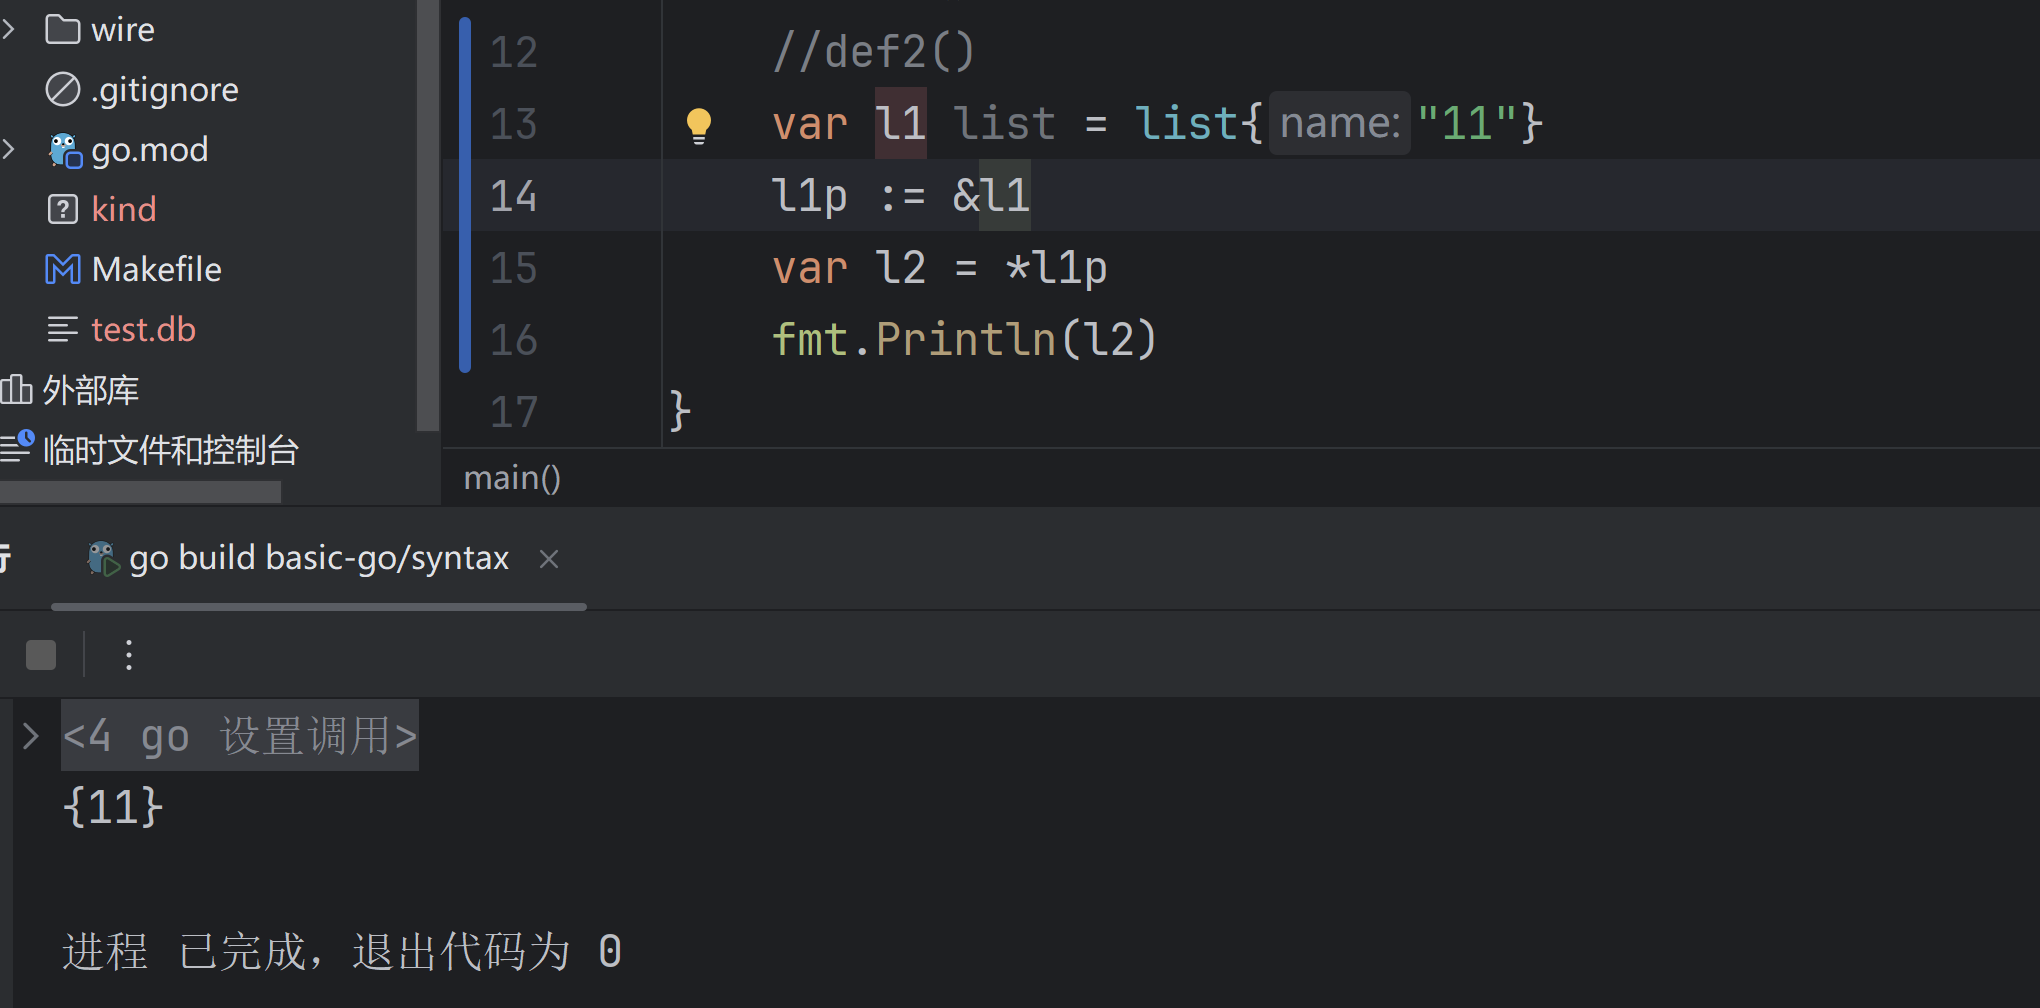 wire
.gitignore
go.mod
kind
Makefile
test.db
外部库
临时文件和控制台
12 //def2()
13 var l1 list = list{name:"11"}
14 l1p := &l1
15 var l2 = *l1p
16 fmt.Println(l2)
17 }
main()
go build basic-go/syntax
<4 go 设置调用>
{11}
进程 已完成，退出代码为 0